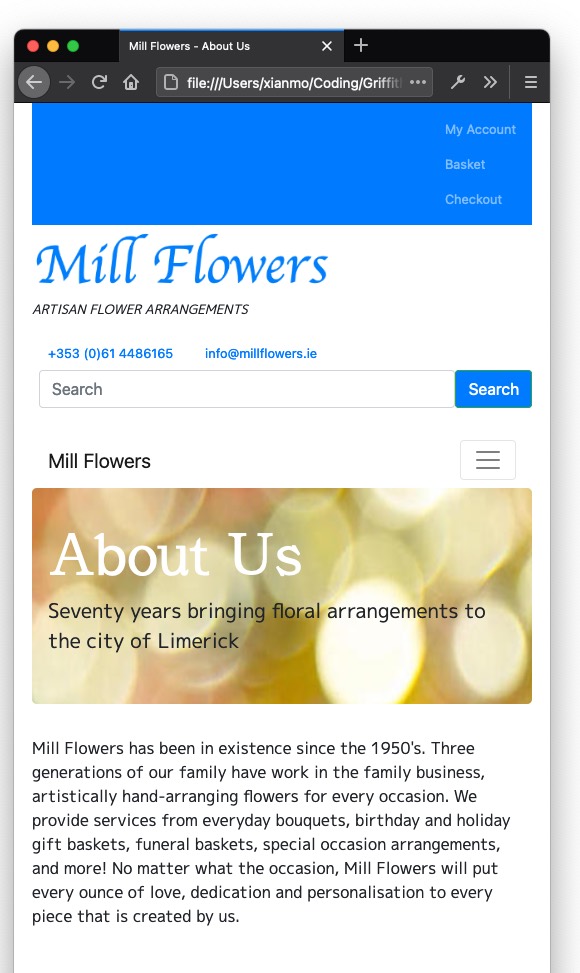 Mill Flowers - About Us
file:///Users/xianmo/Coding/Griffit
My Account
Basket
Checkout
Mill Flowers
ARTISAN FLOWER ARRANGEMENTS
+353 (0)61 4486165 info@millflowers.ie
Search Search
Mill Flowers
About Us
Seventy years bringing floral arrangements to
the city of Limerick
Mill Flowers has been in existence since the 1950's. Three
generations of our family have work in the family business,
artistically hand-arranging flowers for every occasion. We
provide services from everyday bouquets, birthday and holiday
gift baskets, funeral baskets, special occasion arrangements,
and more! No matter what the occasion, Mill Flowers will put
every ounce of love, dedication and personalisation to every
piece that is created by us.